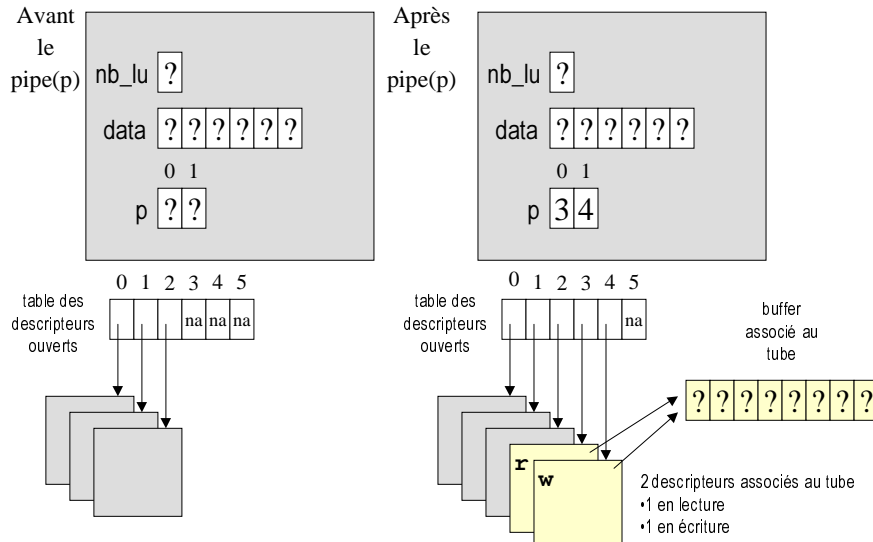 Avant
le
pipe(p)
nb_lu ?
data ? ? ? ? ? ?
0 1
p ? ?
0 1 2 3 4 5
table des
descripteurs
ouverts
na na na
Après
le
pipe(p)
nb_lu ?
data ? ? ? ? ? ?
0 1
p 3 4
0 1 2 3 4 5
table des
descripteurs
ouverts
na
buffer
associé au
tube
? ? ? ? ? ? ? ?
r
w
2 descripteurs associés au tube
•1 en lecture
•1 en écriture